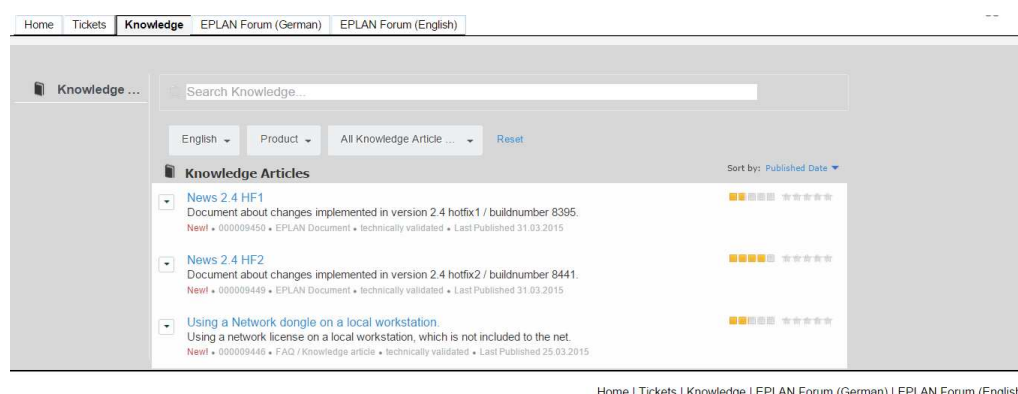 Home Tickets Knowledge EPLAN Forum (German) EPLAN Forum (English)
Knowledge ...
Search Knowledge...
English Product All Knowledge Article ... Reset
Knowledge Articles
Sort by: Published Date
News 2.4 HF1
Document about changes implemented in version 2.4 hotfix1 / buildnumber 8395.
New! • 000009450 • EPLAN Document • technically validated • Last Published 31.03.2015
News 2.4 HF2
Document about changes implemented in version 2.4 hotfix2 / buildnumber 8441.
New! • 000009449 • EPLAN Document • technically validated • Last Published 31.03.2015
Using a Network dongle on a local workstation.
Using a network license on a local workstation, which is not included to the net.
New! • 000009446 • FAQ / Knowledge article • technically validated • Last Published 25.03.2015
Home | Tickets | Knowledge | EPLAN Forum (German) | EPLAN Forum (English